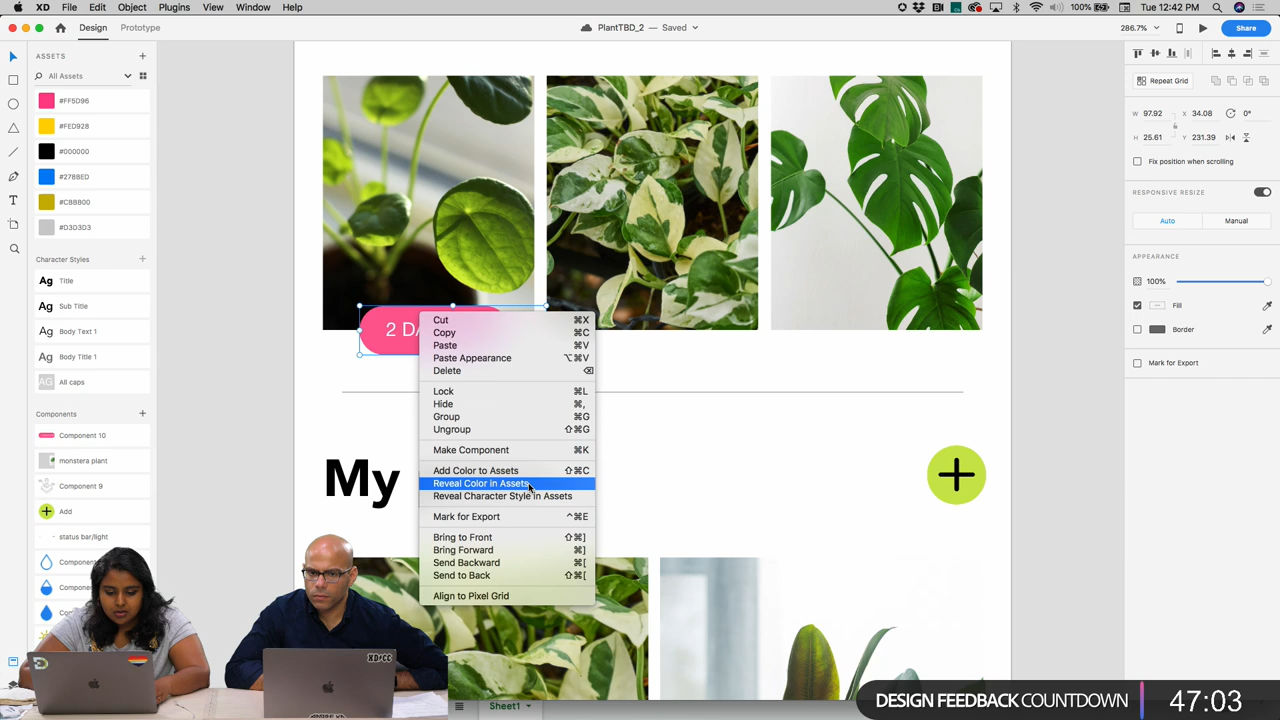 XD File Edit Object Plugins View Window Help 100% Tue 12:42 PM
Design Prototype PlantTBD_2 — Saved 286.7% Share
ASSETS
All Assets
#FF5D96
#FED928
#000000
#278BED
#CBB800
#D3D3D3
Character Styles
Ag Title
Ag Sub Title
Ag Body Text 1
Ag Body Title 1
AG All caps
Components
Component 10
monstera plant
Component 9
Add
status bar/light
2 DA
My
Cut ⌘X
Copy ⌘C
Paste ⌘V
Paste Appearance ⌥⌘V
Delete ⌫
Lock ⌘L
Hide ⌘,
Group ⌘G
Ungroup ⇧⌘G
Make Component ⌘K
Add Color to Assets ⇧⌘C
Reveal Color in Assets
Reveal Character Style in Assets
Mark for Export ^⌘E
Bring to Front ⇧⌘]
Bring Forward ⌘]
Send Backward ⌘[
Send to Back ⇧⌘[
Align to Pixel Grid
Repeat Grid
W 97.92 X 34.08 0°
H 25.61 Y 231.39
Fix position when scrolling
RESPONSIVE RESIZE
Auto Manual
APPEARANCE
100%
Fill
Border
Mark for Export
XD/CC
Sheet1
DESIGN FEEDBACK COUNTDOWN 47:03